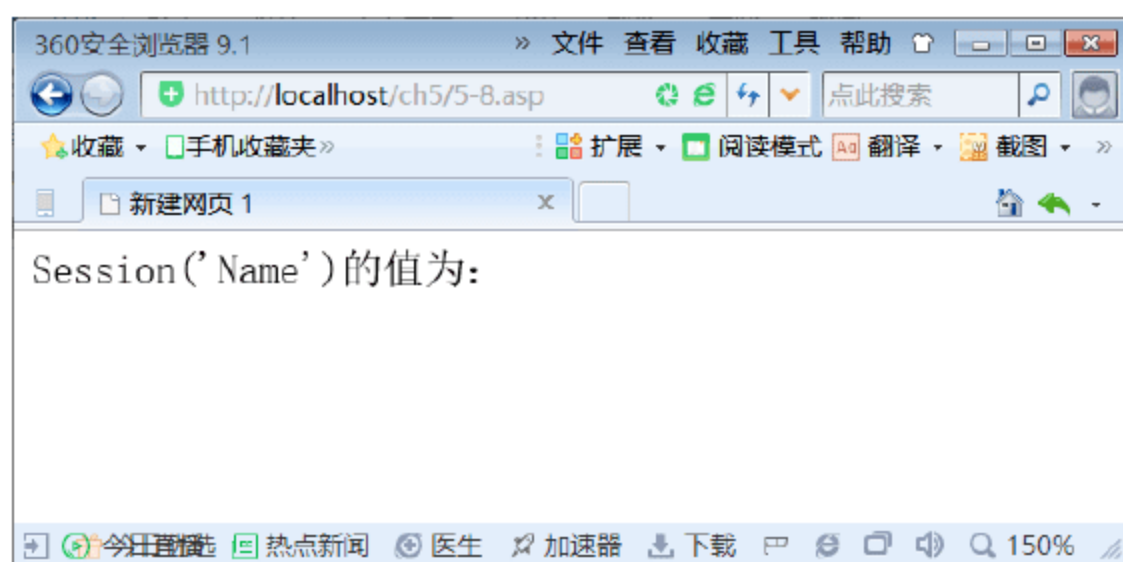 360安全浏览器 9.1 » 文件 查看 收藏 工具 帮助
http://localhost/ch5/5-8.asp 点此搜索
收藏 手机收藏夹» 扩展 阅读模式 Aa 翻译 截图 »
新建网页 1 x
Session('Name')的值为:
今日 热点新闻 医生 加速器 下载 150%